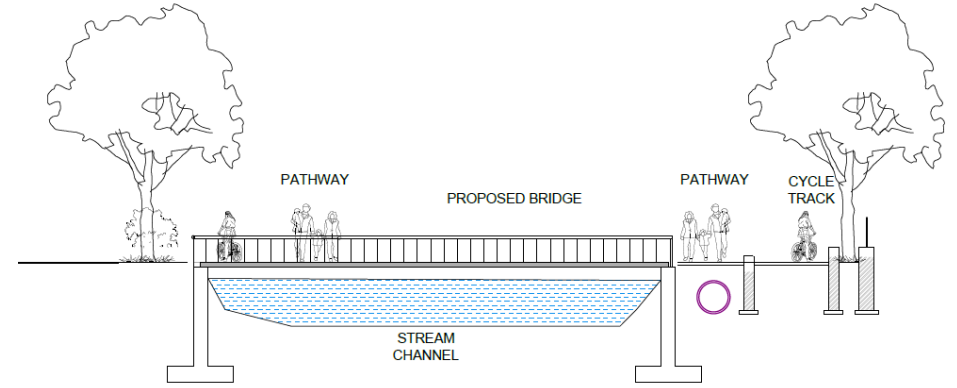 PATHWAY
PROPOSED BRIDGE
PATHWAY
CYCLE
TRACK
STREAM
CHANNEL